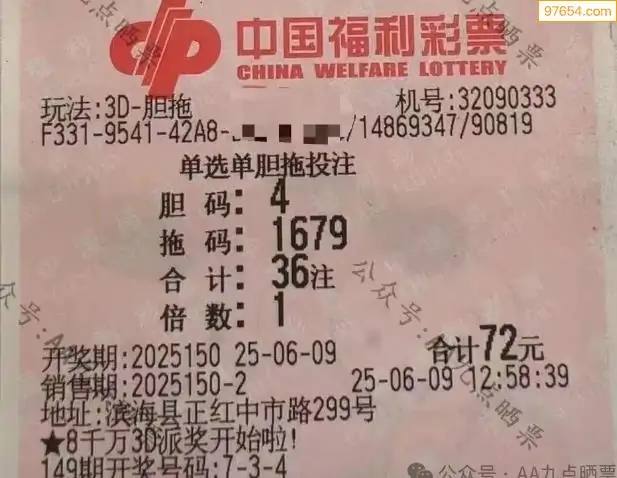 97654.com
中国福利彩票
CHINA WELFARE LOTTERY
玩法:3D-胆拖 机号:32090333
F331-9541-42A8- /14869347/90819
单选单胆拖投注
胆码: 4
拖码: 1679
合计: 36注
倍数: 1
开奖期:2025150 25-06-09 合计72元
销售期:2025150-2 25-06-09 12:58:39
地址:滨海县正红中市路299号
★8千万3D派奖开始啦!
149期开奖号码:7-3-4
公众号·AA九点晒票